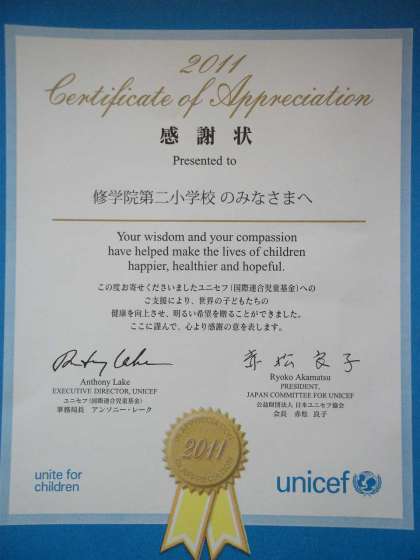 2011
Certificate of Appreciation
感謝状
Presented to
修学院第二小学校 のみなさまへ
Your wisdom and your compassion
have helped make the lives of children
happier, healthier and hopeful.
この度お寄せくださいましたユニセフ(国際連合児童基金)への
ご支援により、世界の子どもたちの
健康を向上させ、明るい希望を贈ることができました。
ここに謹んで、心より感謝の意を表します。
赤松良子
Anthony Lake
EXECUTIVE DIRECTOR, UNICEF
ユニセフ(国際連合児童基金)
事務局長 アンソニー・レーク
Ryoko Akamatsu
PRESIDENT,
JAPAN COMMITTEE FOR UNICEF
公益財団法人 日本ユニセフ協会
会長 赤松 良子
2011
unite for
children
unicef